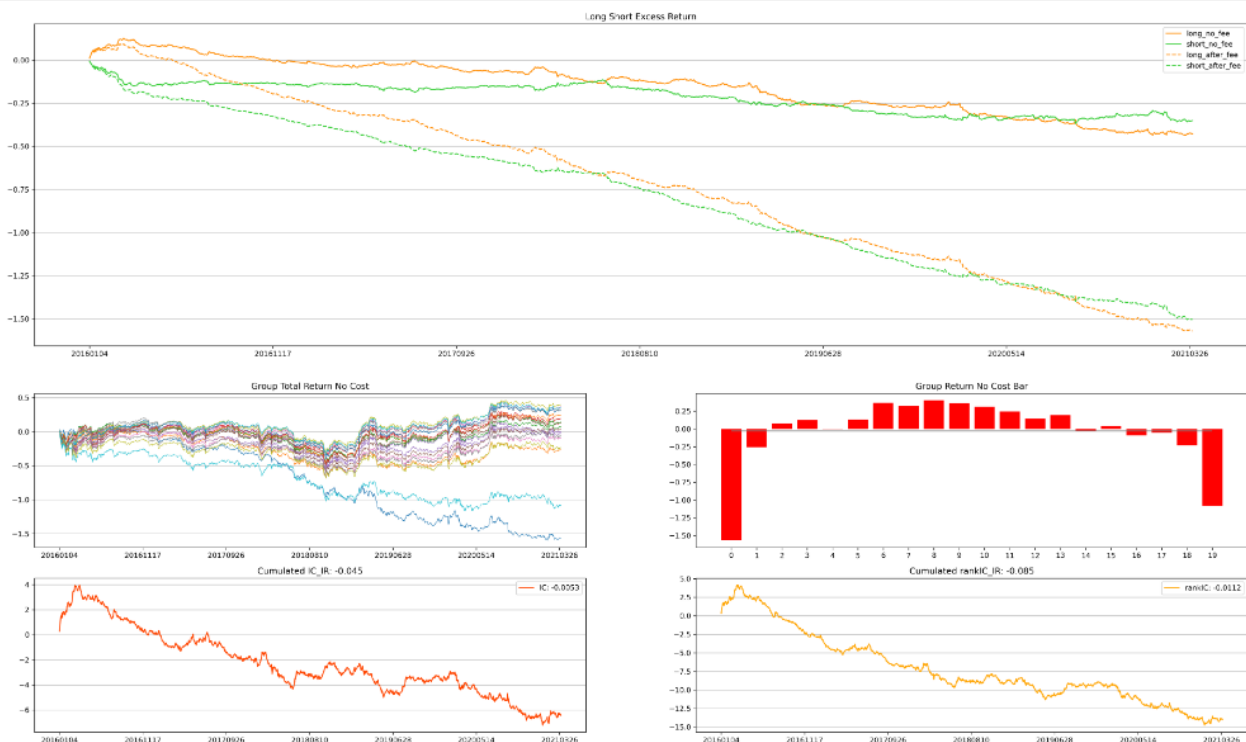 Long Short Excess Return
long_no_fee
short_no_fee
long_after_fee
short_after_fee
0.00
−0.25
−0.50
−0.75
−1.00
−1.25
−1.50
20160104 20161117 20170926 20180810 20190628 20200514 20210326
Group Total Return No Cost
0.5
0.0
−0.5
−1.0
−1.5
20160104 20161117 20170926 20180810 20190628 20200514 20210326
Group Return No Cost Bar
0.25
0.00
−0.25
−0.50
−0.75
−1.00
−1.25
−1.50
0 1 2 3 4 5 6 7 8 9 10 11 12 13 14 15 16 17 18 19
Cumulated IC_IR: -0.045
IC: -0.0053
4
2
0
−2
−4
−6
20160104 20161117 20170926 20180810 20190628 20200514 20210326
Cumulated rankIC_IR: -0.085
rankIC: -0.0112
5.0
2.5
0.0
−2.5
−5.0
−7.5
−10.0
−12.5
−15.0
20160104 20161117 20170926 20180810 20190628 20200514 20210326